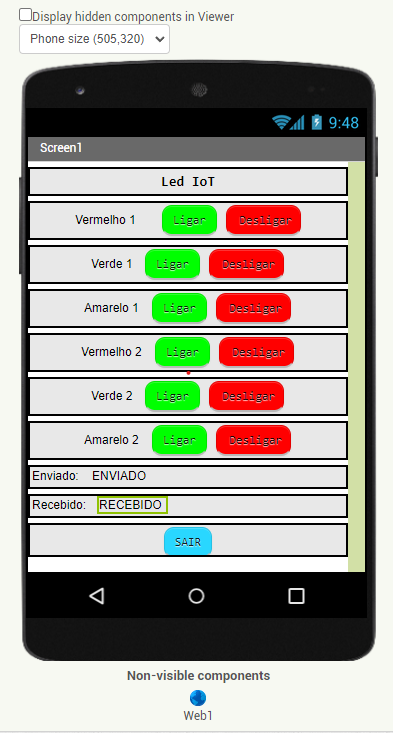 Display hidden components in Viewer
Phone size (505,320)
9:48
Screen1
Led IoT
Vermelho 1 Ligar Desligar
Verde 1 Ligar Desligar
Amarelo 1 Ligar Desligar
Vermelho 2 Ligar Desligar
Verde 2 Ligar Desligar
Amarelo 2 Ligar Desligar
Enviado: ENVIADO
Recebido: RECEBIDO
SAIR
Non-visible components
Web1